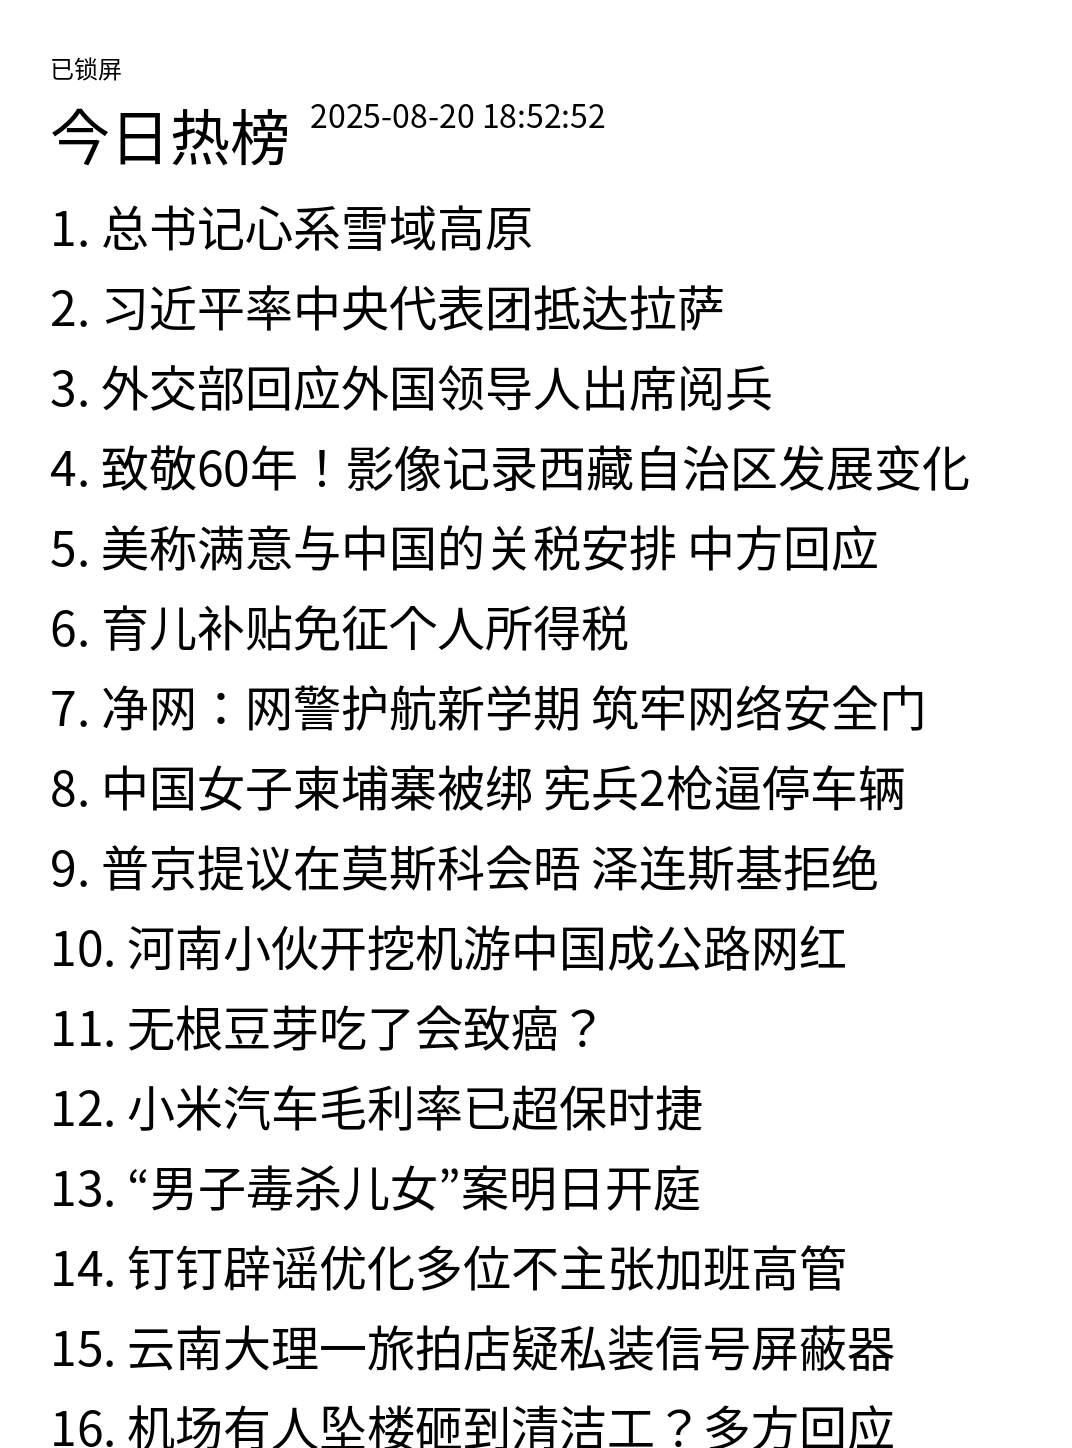 已锁屏
今日热榜 2025-08-20 18:52:52
1. 总书记心系雪域高原
2. 习近平率中央代表团抵达拉萨
3. 外交部回应外国领导人出席阅兵
4. 致敬60年！影像记录西藏自治区发展变化
5. 美称满意与中国的关税安排 中方回应
6. 育儿补贴免征个人所得税
7. 净网：网警护航新学期 筑牢网络安全门
8. 中国女子柬埔寨被绑 宪兵2枪逼停车辆
9. 普京提议在莫斯科会晤 泽连斯基拒绝
10. 河南小伙开挖机游中国成公路网红
11. 无根豆芽吃了会致癌？
12. 小米汽车毛利率已超保时捷
13. “男子毒杀儿女”案明日开庭
14. 钉钉辟谣优化多位不主张加班高管
15. 云南大理一旅拍店疑私装信号屏蔽器
16. 机场有人坠楼砸到清洁工？多方回应